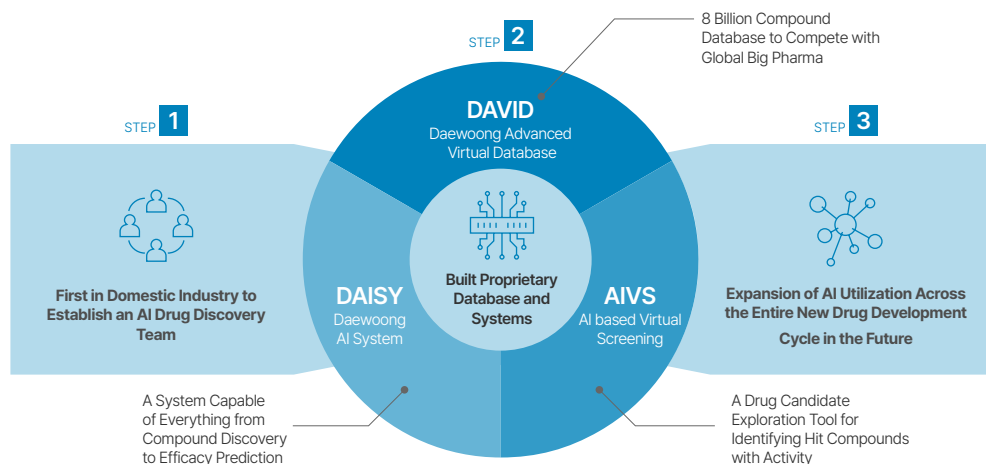 STEP 1
First in Domestic Industry to
Establish an AI Drug Discovery
Team
STEP 2
8 Billion Compound
Database to Compete with
Global Big Pharma
DAVID
Daewoong Advanced
Virtual Database
Built Proprietary
Database and
Systems
DAISY
Daewoong
AI System
AIVS
AI based Virtual
Screening
A System Capable
of Everything from
Compound Discovery
to Efficacy Prediction
A Drug Candidate
Exploration Tool for
Identifying Hit Compounds
with Activity
STEP 3
Expansion of AI Utilization Across
the Entire New Drug Development
Cycle in the Future